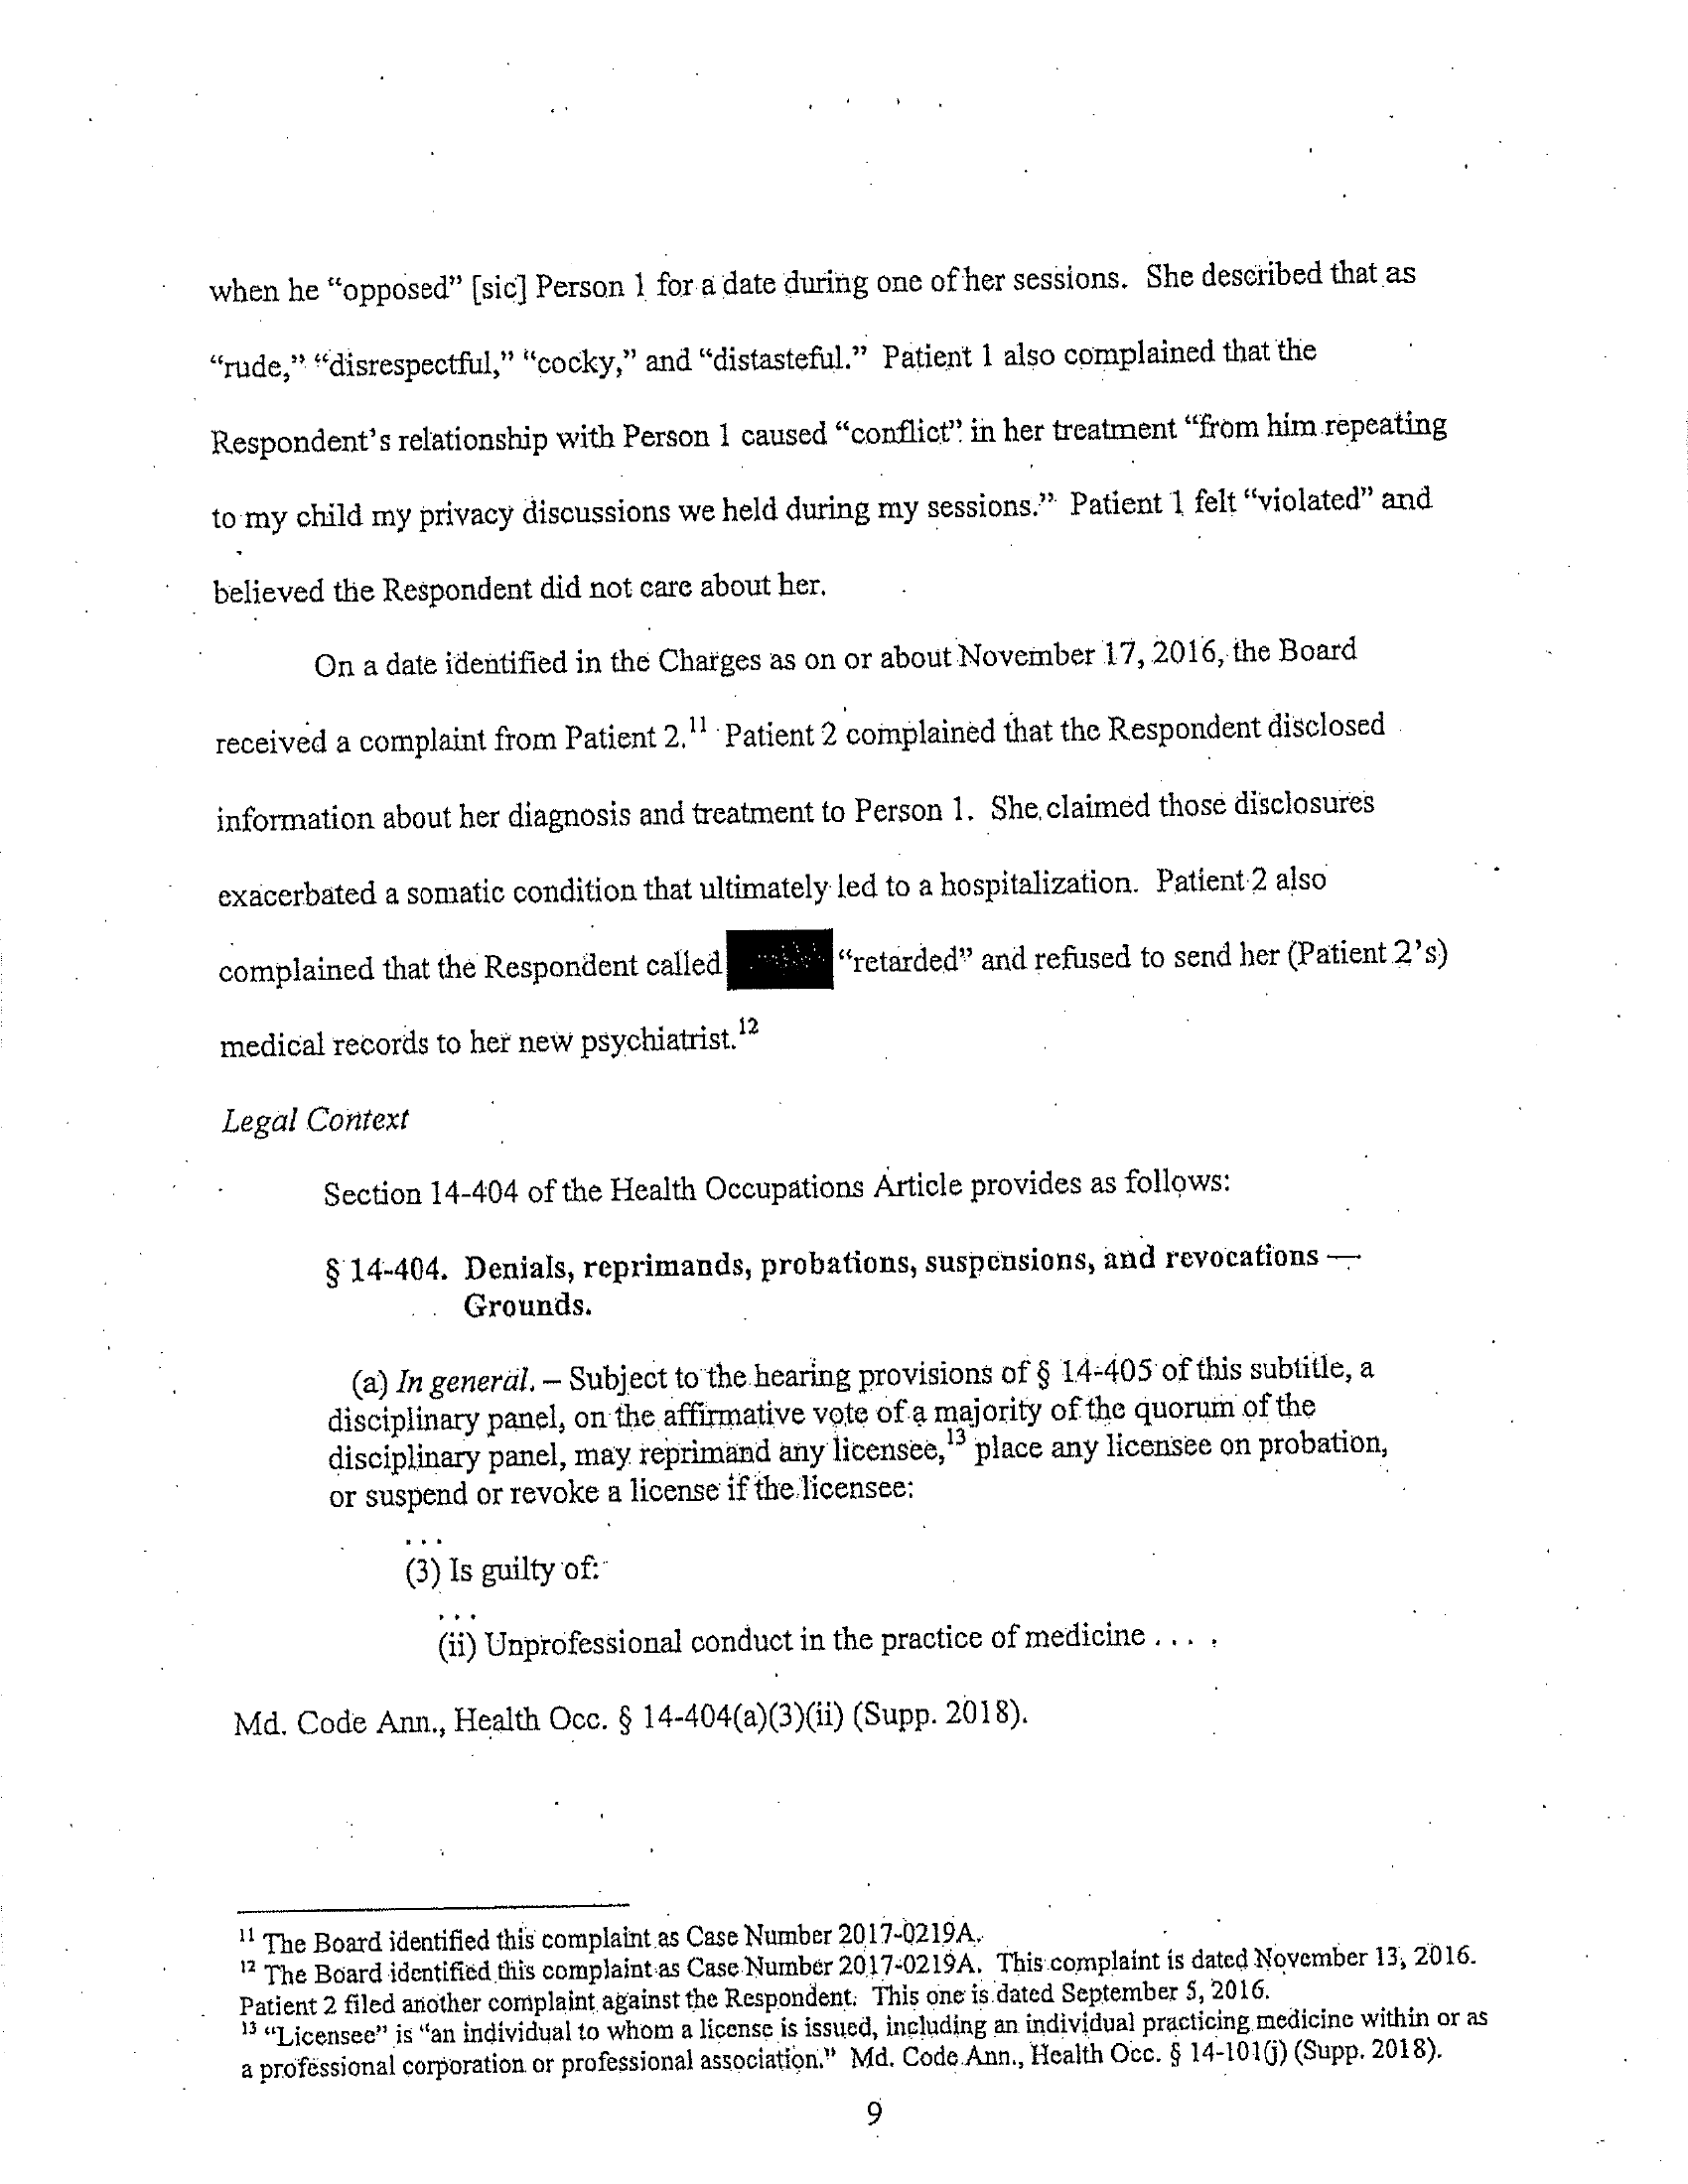 when he “opposed” [sic] Person 1 for a date during one of her sessions. She described that as
“rude,” “disrespectful,” “cocky,” and “distasteful.” Patient 1 also complained that the
Respondent’s relationship with Person 1 caused “conflict” in her treatment “from him repeating
to my child my privacy discussions we held during my sessions.” Patient 1 felt “violated” and
believed the Respondent did not care about her.
On a date identified in the Charges as on or about November 17, 2016, the Board
received a complaint from Patient 2.11 Patient 2 complained that the Respondent disclosed
information about her diagnosis and treatment to Person 1. She claimed those disclosures
exacerbated a somatic condition that ultimately led to a hospitalization. Patient 2 also
complained that the Respondent called “retarded” and refused to send her (Patient 2’s)
medical records to her new psychiatrist.12
Legal Context
Section 14-404 of the Health Occupations Article provides as follows:
§ 14-404. Denials, reprimands, probations, suspensions, and revocations —
Grounds.
(a) In general. – Subject to the hearing provisions of § 14-405 of this subtitle, a
disciplinary panel, on the affirmative vote of a majority of the quorum of the
disciplinary panel, may reprimand any licensee,13 place any licensee on probation,
or suspend or revoke a license if the licensee:
. . .
(3) Is guilty of:
. . .
(ii) Unprofessional conduct in the practice of medicine . . . .
Md. Code Ann., Health Occ. § 14-404(a)(3)(ii) (Supp. 2018).
11 The Board identified this complaint as Case Number 2017-0219A.
12 The Board identified this complaint as Case Number 2017-0219A. This complaint is dated November 13, 2016.
Patient 2 filed another complaint against the Respondent. This one is dated September 5, 2016.
13 “Licensee” is “an individual to whom a license is issued, including an individual practicing medicine within or as
a professional corporation or professional association.” Md. Code Ann., Health Occ. § 14-101(j) (Supp. 2018).
9